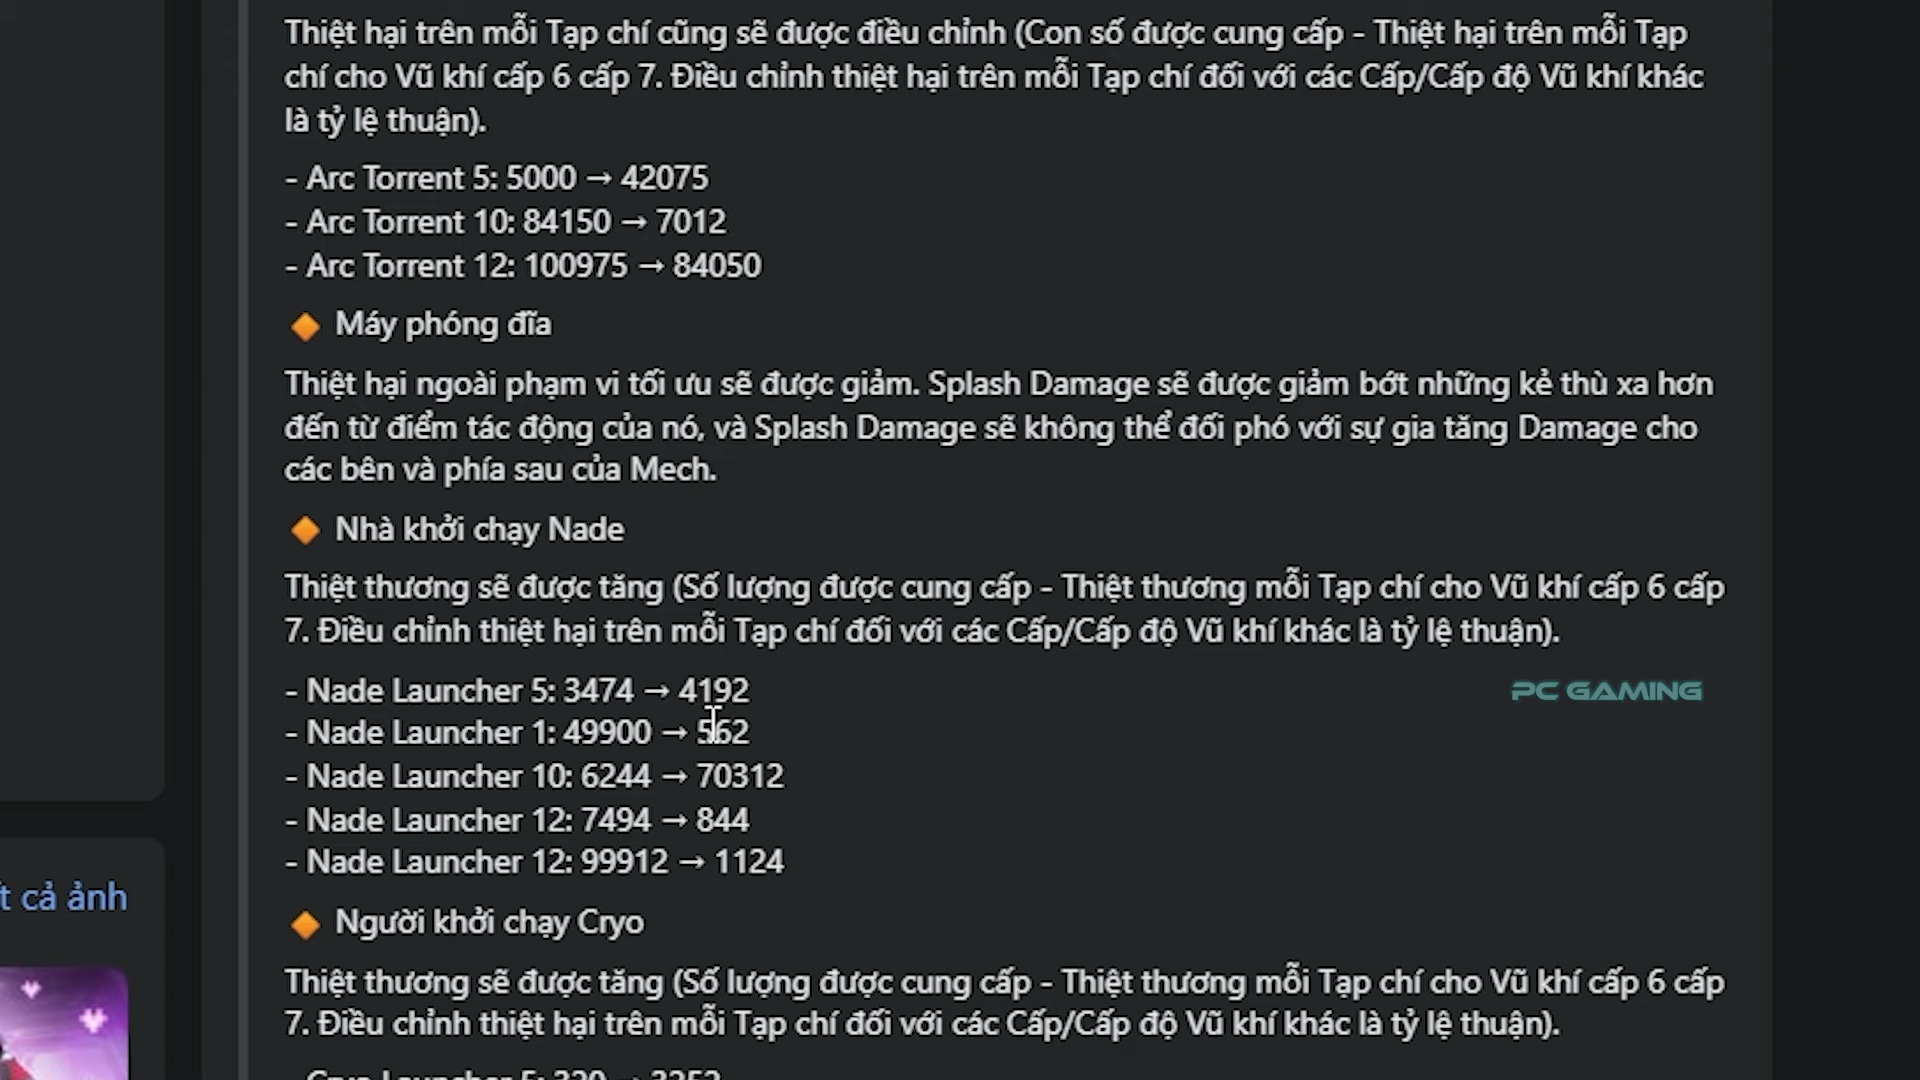 Thiệt hại trên mỗi Tạp chí cũng sẽ được điều chỉnh (Con số được cung cấp - Thiệt hại trên mỗi Tạp
chí cho Vũ khí cấp 6 cấp 7. Điều chỉnh thiệt hại trên mỗi Tạp chí đối với các Cấp/Cấp độ Vũ khí khác
là tỷ lệ thuận).
- Arc Torrent 5: 5000 → 42075
- Arc Torrent 10: 84150 → 7012
- Arc Torrent 12: 100975 → 84050
Máy phóng đĩa
Thiệt hại ngoài phạm vi tối ưu sẽ được giảm. Splash Damage sẽ được giảm bớt những kẻ thù xa hơn
đến từ điểm tác động của nó, và Splash Damage sẽ không thể đối phó với sự gia tăng Damage cho
các bên và phía sau của Mech.
Nhà khởi chạy Nade
Thiệt thương sẽ được tăng (Số lượng được cung cấp - Thiệt thương mỗi Tạp chí cho Vũ khí cấp 6 cấp
7. Điều chỉnh thiệt hại trên mỗi Tạp chí đối với các Cấp/Cấp độ Vũ khí khác là tỷ lệ thuận).
- Nade Launcher 5: 3474 → 4192
PC GAMING
- Nade Launcher 1: 49900 → 562
- Nade Launcher 10: 6244 → 70312
- Nade Launcher 12: 7494 → 844
- Nade Launcher 12: 99912 → 1124
cả ảnh
Người khởi chạy Cryo
Thiệt thương sẽ được tăng (Số lượng được cung cấp - Thiệt thương mỗi Tạp chí cho Vũ khí cấp 6 cấp
7. Điều chỉnh thiệt hại trên mỗi Tạp chí đối với các Cấp/Cấp độ Vũ khí khác là tỷ lệ thuận).